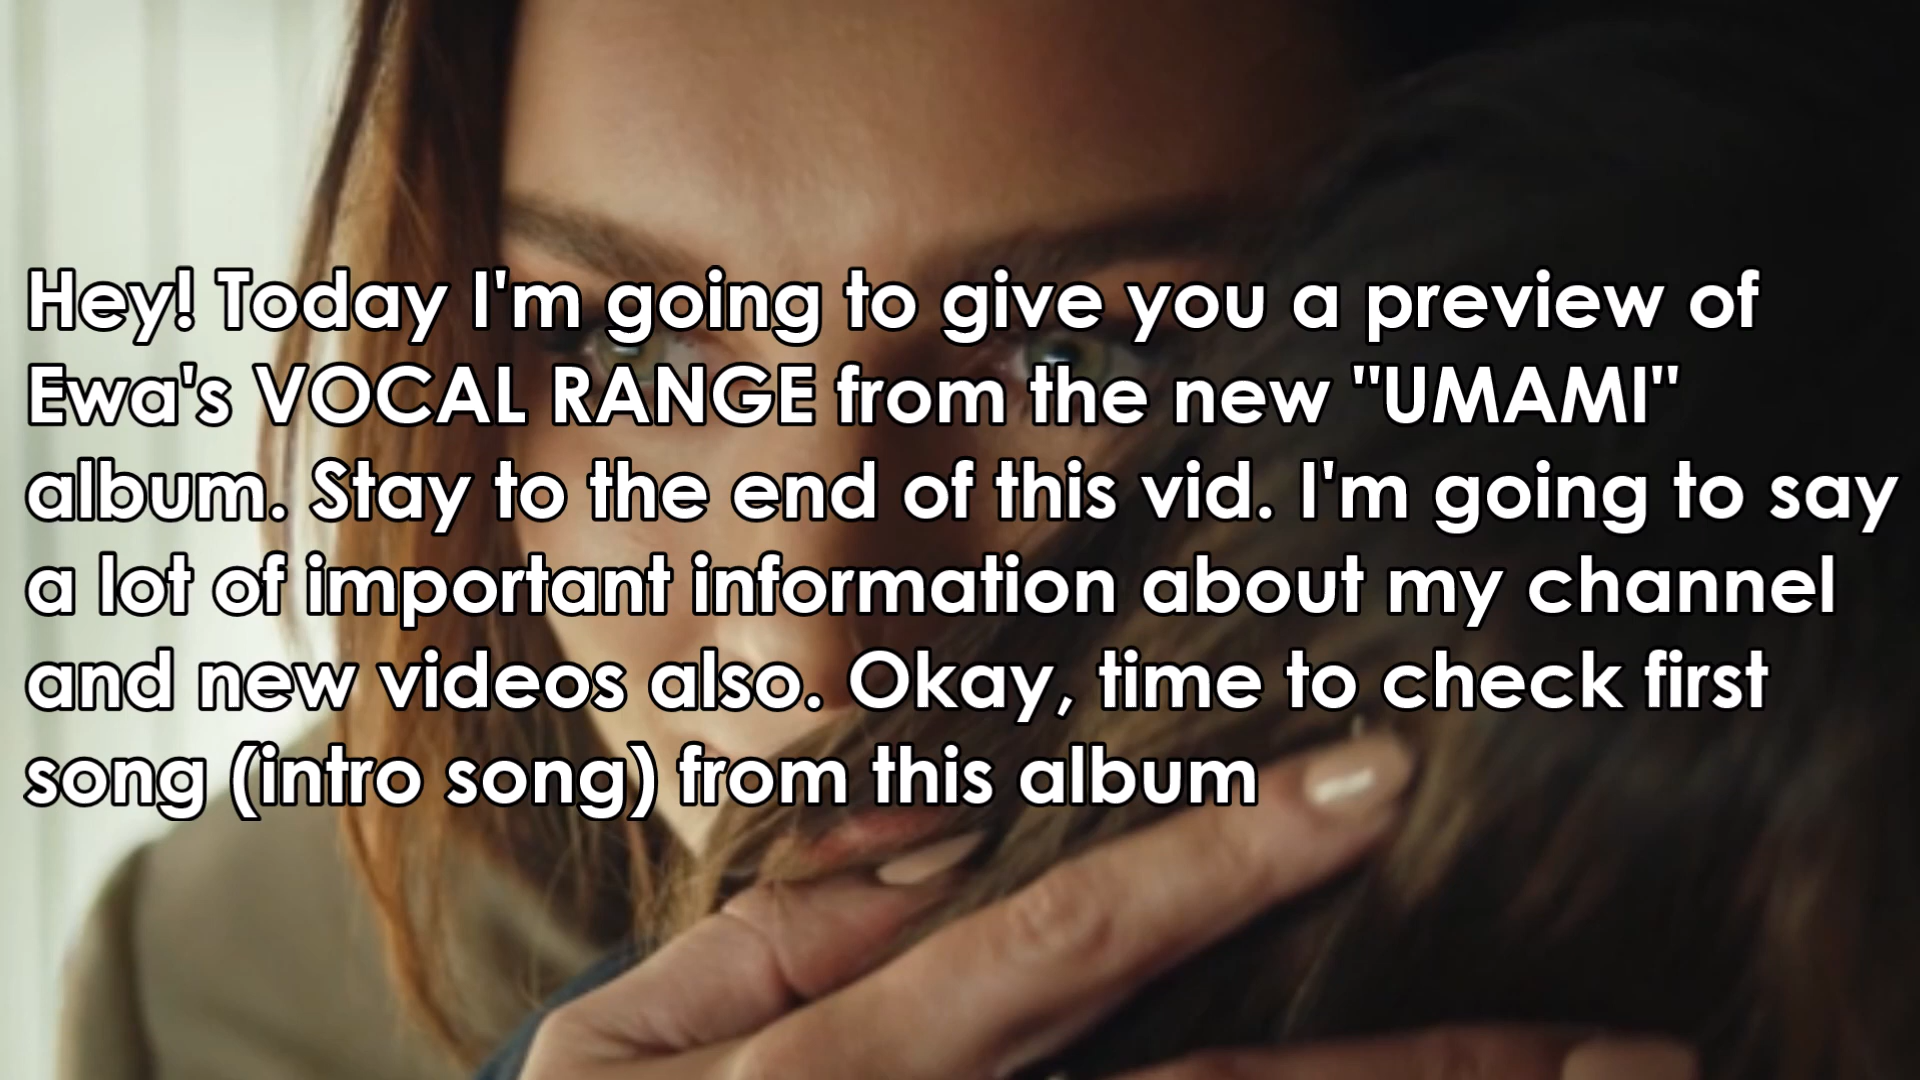 Hey! Today I'm going to give you a preview of
Ewa's VOCAL RANGE from the new "UMAMI"
album. Stay to the end of this vid. I'm going to say
a lot of important information about my channel
and new videos also. Okay, time to check first
song (intro song) from this album